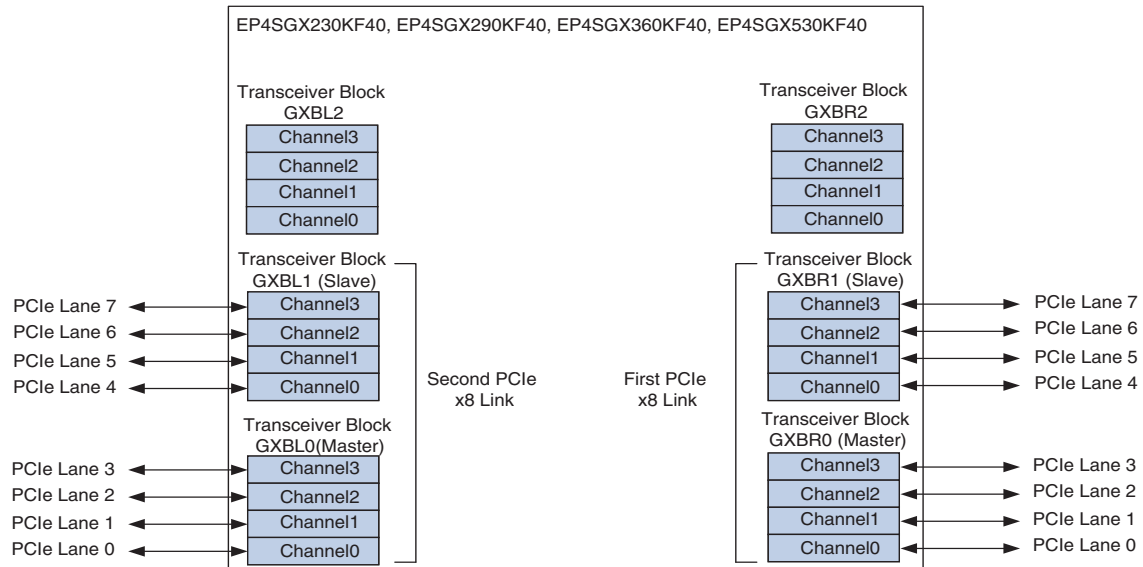 EP4SGX230KF40, EP4SGX290KF40, EP4SGX360KF40, EP4SGX530KF40
Transceiver Block
GXBL2
Channel3
Channel2
Channel1
Channel0
Transceiver Block
GXBR2
Channel3
Channel2
Channel1
Channel0
Transceiver Block
GXBL1 (Slave)
PCIe Lane 7
Channel3
PCIe Lane 6
Channel2
PCIe Lane 5
Channel1
PCIe Lane 4
Channel0
Second PCIe
x8 Link
Transceiver Block
GXBL0(Master)
PCIe Lane 3
Channel3
PCIe Lane 2
Channel2
PCIe Lane 1
Channel1
PCIe Lane 0
Channel0
Transceiver Block
GXBR1 (Slave)
Channel3
PCIe Lane 7
Channel2
PCIe Lane 6
Channel1
PCIe Lane 5
Channel0
PCIe Lane 4
First PCIe
x8 Link
Transceiver Block
GXBR0 (Master)
Channel3
PCIe Lane 3
Channel2
PCIe Lane 2
Channel1
PCIe Lane 1
Channel0
PCIe Lane 0